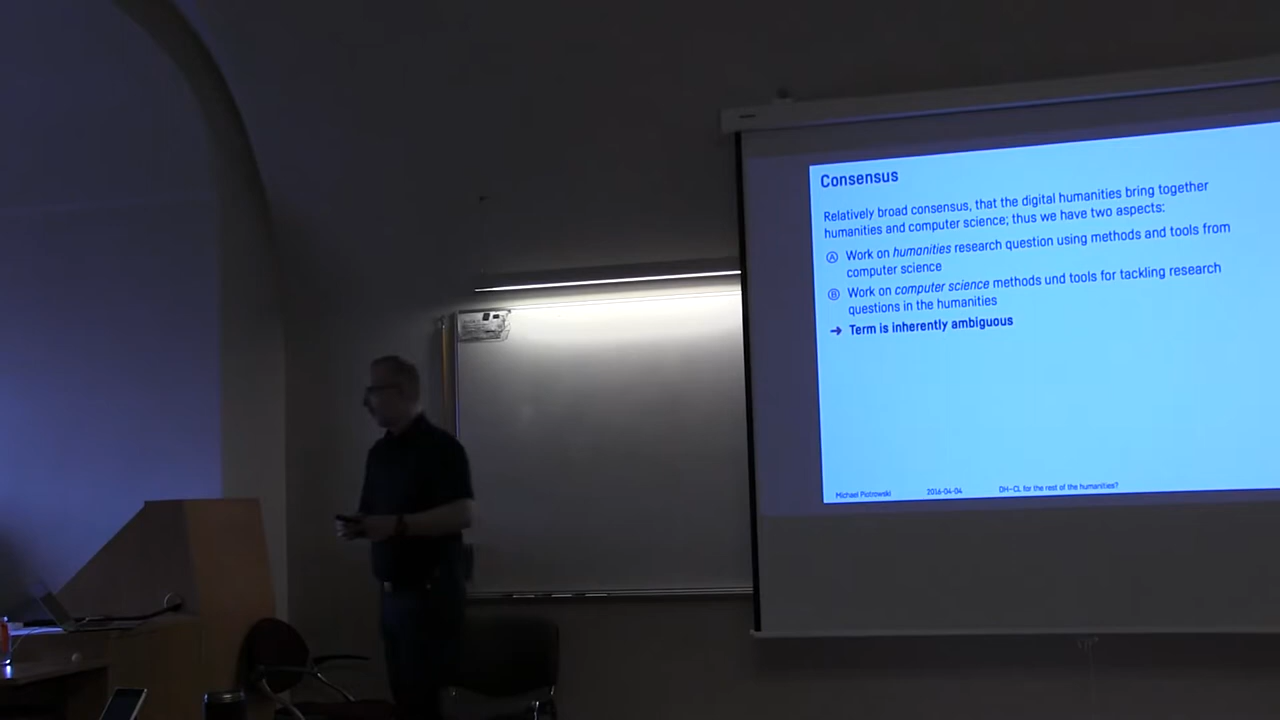 Consensus
Relatively broad consensus, that the digital humanities bring together
humanities and computer science; thus we have two aspects:
Ⓐ Work on humanities research question using methods and tools from
computer science
Ⓑ Work on computer science methods und tools for tackling research
questions in the humanities
➔ Term is inherently ambiguous
Michael Piotrowski 2016-04-04 DH–CL for the rest of the humanities?